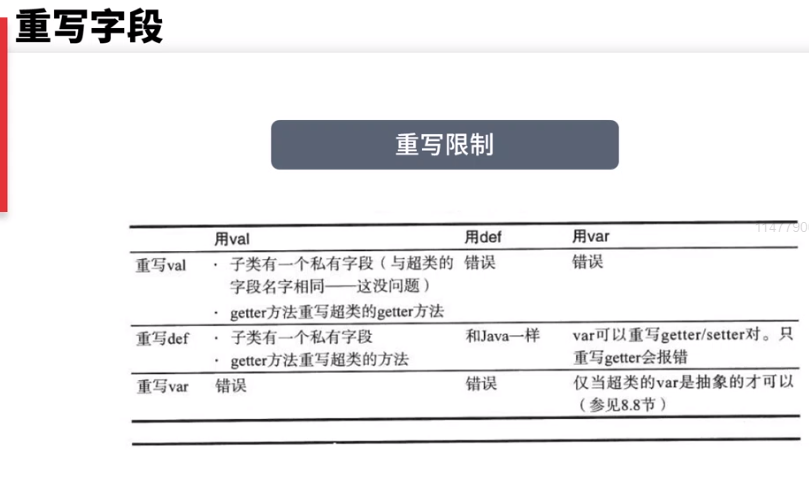 重写字段
重写限制
用val 用def 用var
重写val · 子类有一个私有字段（与超类的 错误 错误
字段名字相同——这没问题）
· getter方法重写超类的getter方法
重写def · 子类有一个私有字段 和Java一样 var可以重写getter/setter对。只
· getter方法重写超类的方法 重写getter会报错
重写var 错误 错误 仅当超类的var是抽象的才可以
（参见8.8节）